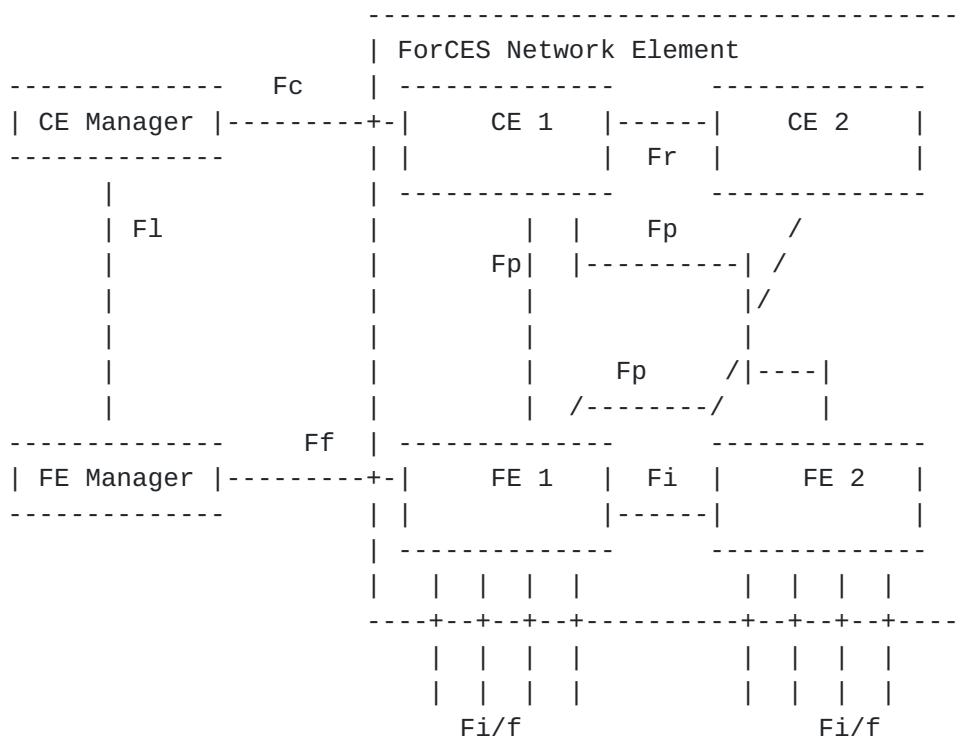 ForCES Network Element
Fc
CE Manager CE 1 CE 2
Fr
Fl Fp
Fp
Fp
Ff
FE Manager FE 1 Fi FE 2
Fi/f Fi/f